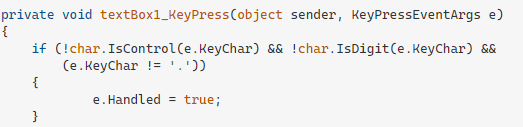 private void textBox1_KeyPress(object sender, KeyPressEventArgs e)
{
    if (!char.IsControl(e.KeyChar) && !char.IsDigit(e.KeyChar) &&
        (e.KeyChar != '.'))
    {
            e.Handled = true;
    }